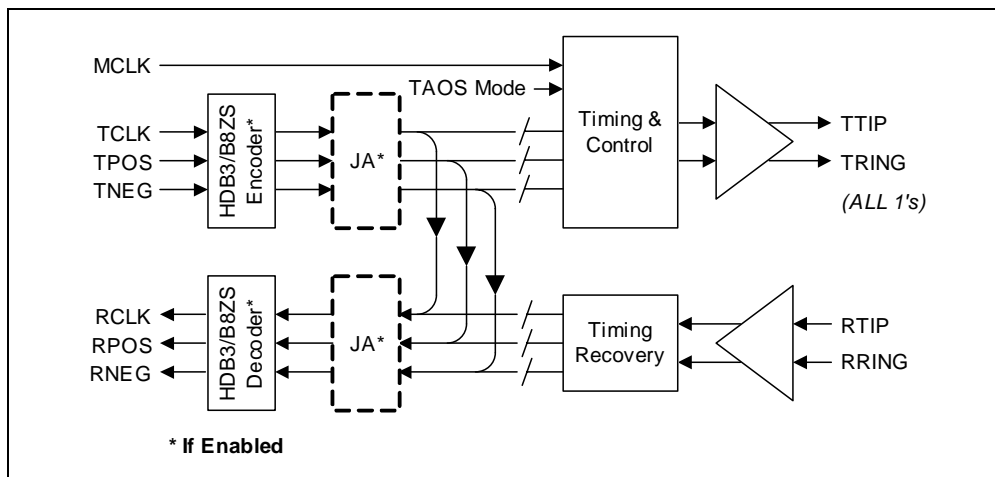 MCLK
TAOS Mode
TCLK
TPOS
TNEG
HDB3/B8ZS
Encoder*
JA*
Timing &
Control
TTIP
TRING
(ALL 1's)
RCLK
RPOS
RNEG
HDB3/B8ZS
Decoder*
JA*
Timing
Recovery
RTIP
RRING
* If Enabled